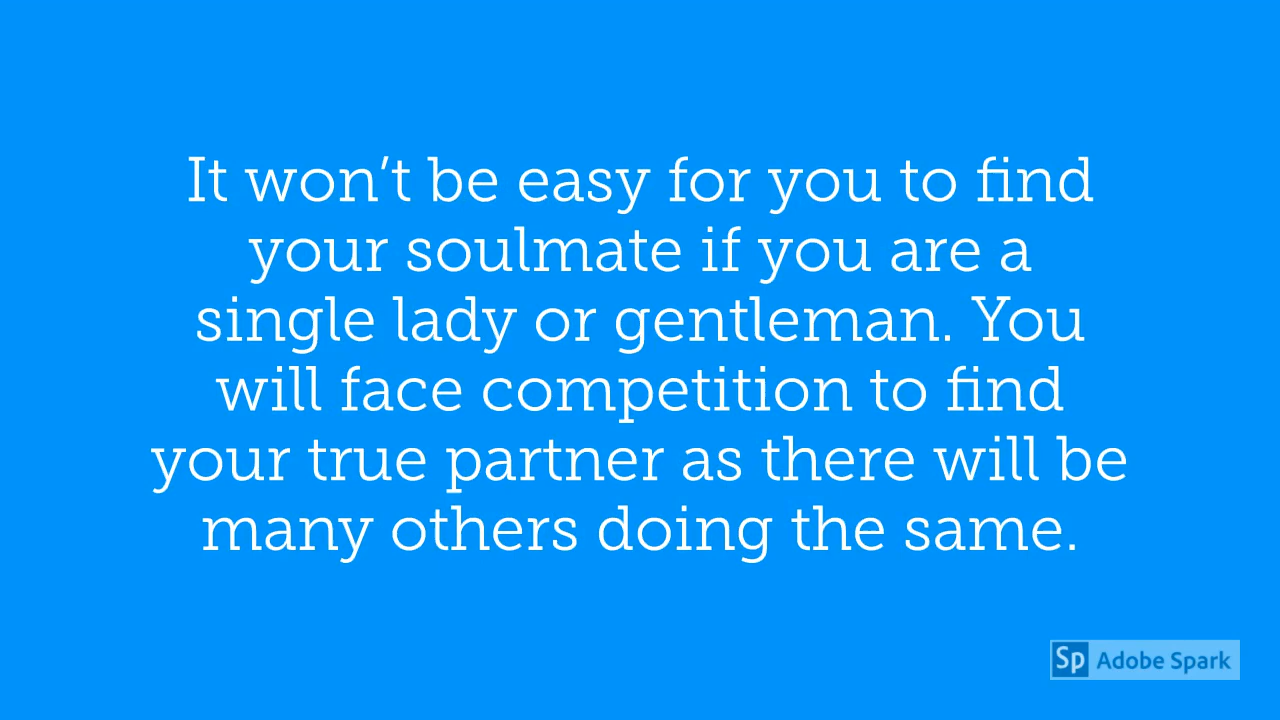 It won’t be easy for you to find
your soulmate if you are a
single lady or gentleman. You
will face competition to find
your true partner as there will be
many others doing the same.
Sp Adobe Spark